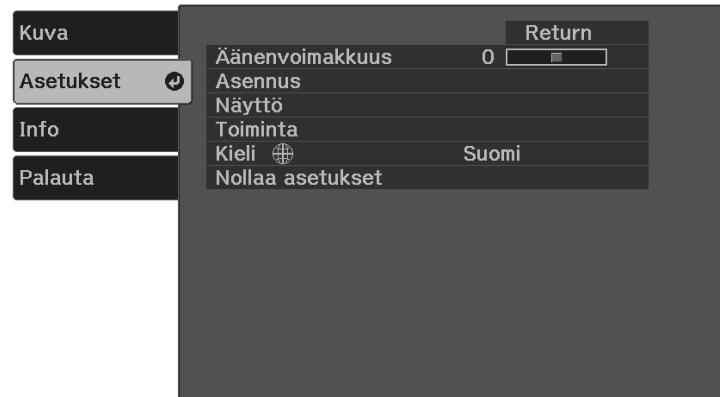 Kuva
Asetukset
Info
Palauta
Return
Äänenvoimakkuus 0
Asennus
Näyttö
Toiminta
Kieli Suomi
Nollaa asetukset